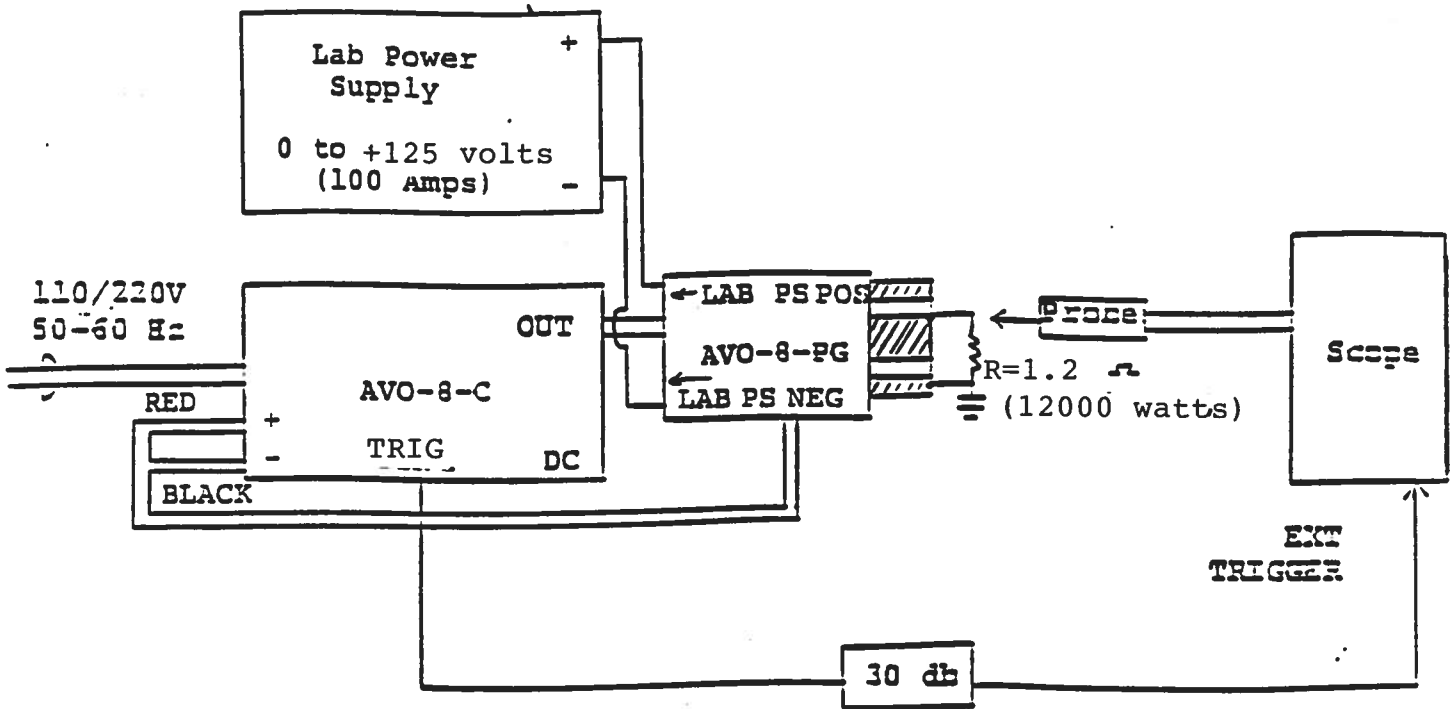 Lab Power
Supply
+
0 to +125 volts
(100 Amps)
-
110/220V
50-60 Hz
RED
+
-
BLACK
OUT
AVO-8-C
TRIG
DC
LAB PS POS
AVO-8-PG
LAB PS NEG
R=1.2 Ω
(12000 watts)
Probe
Scope
EXT
TRIGGER
30 db